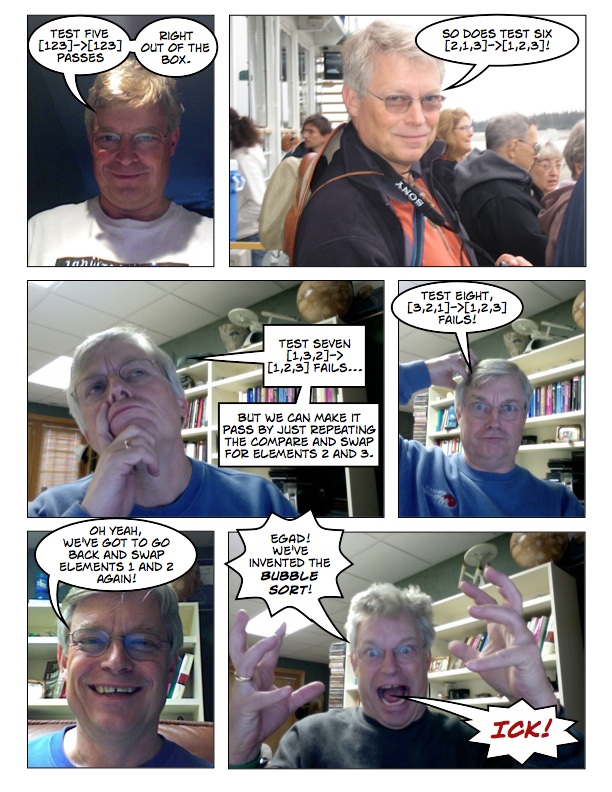 TEST FIVE
[123]->[123]
PASSES
RIGHT
OUT OF THE
BOX.
SO DOES TEST SIX
[2,1,3]->[1,2,3]!
SONY
TEST SEVEN
[1,3,2]->
[1,2,3] FAILS...
BUT WE CAN MAKE IT
PASS BY JUST REPEATING
THE COMPARE AND SWAP
FOR ELEMENTS 2 AND 3.
TEST EIGHT,
[3,2,1]->[1,2,3]
FAILS!
OH YEAH,
WE'VE GOT TO GO
BACK AND SWAP
ELEMENTS 1 AND 2
AGAIN!
EGAD!
WE'VE
INVENTED THE
BUBBLE
SORT!
ICK!